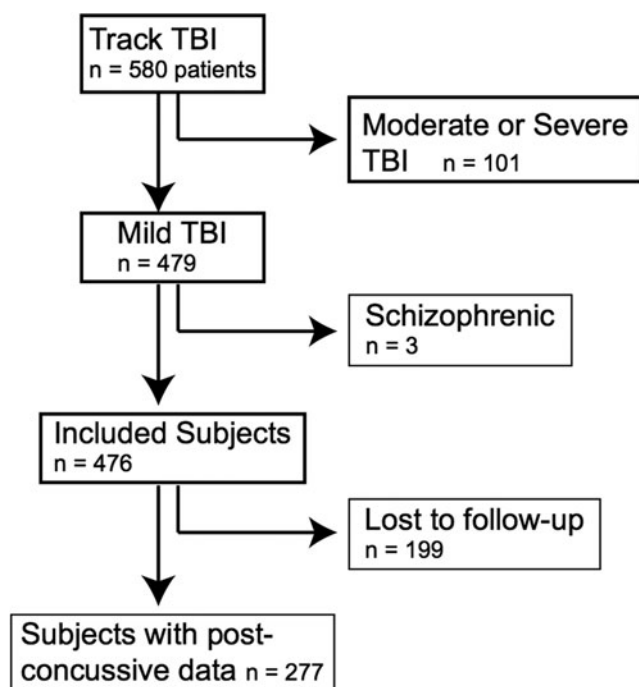 Track TBI
n = 580 patients
Moderate or Severe
TBI n = 101
Mild TBI
n = 479
Schizophrenic
n = 3
Included Subjects
n = 476
Lost to follow-up
n = 199
Subjects with post-
concussive data n = 277